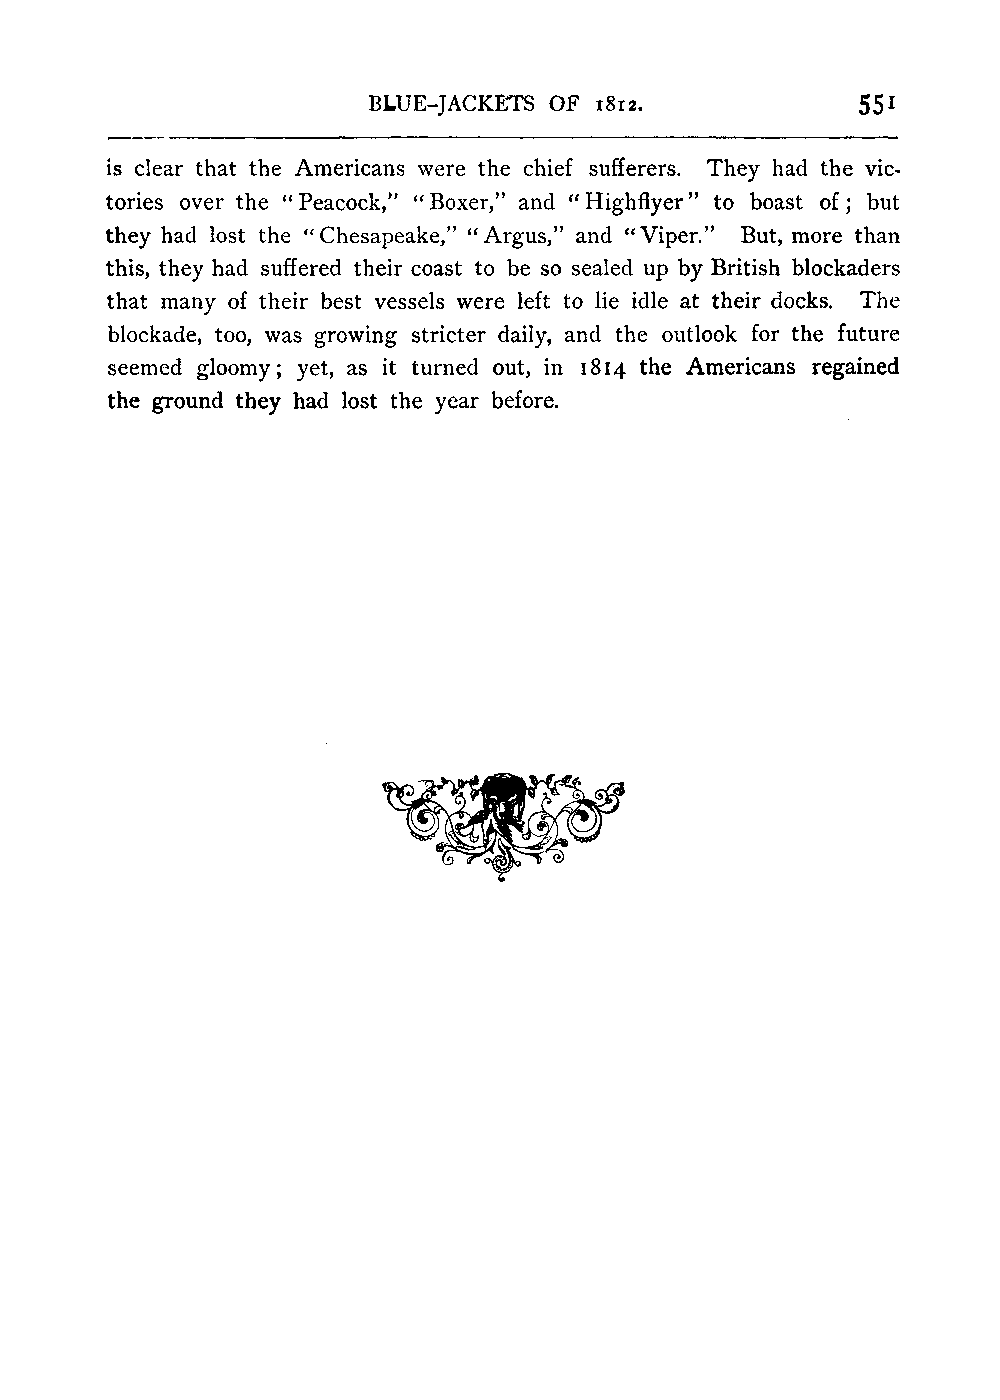 BLUE-JACKETS OF 1812. 551
is clear that the Americans were the chief sufferers. They had the vic-
tories over the "Peacock," "Boxer," and "Highflyer" to boast of; but
they had lost the "Chesapeake," "Argus," and "Viper." But, more than
this, they had suffered their coast to be so sealed up by British blockaders
that many of their best vessels were left to lie idle at their docks. The
blockade, too, was growing stricter daily, and the outlook for the future
seemed gloomy; yet, as it turned out, in 1814 the Americans regained
the ground they had lost the year before.